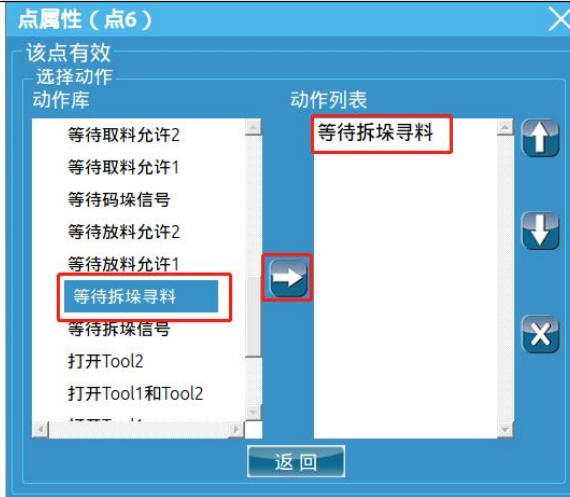 点属性（点6）
该点有效
选择动作
动作库
动作列表
等待取料允许2
等待取料允许1
等待码垛信号
等待放料允许2
等待放料允许1
等待拆垛寻料
等待拆垛信号
打开Tool2
打开Tool1和Tool2
等待拆垛寻料
返回